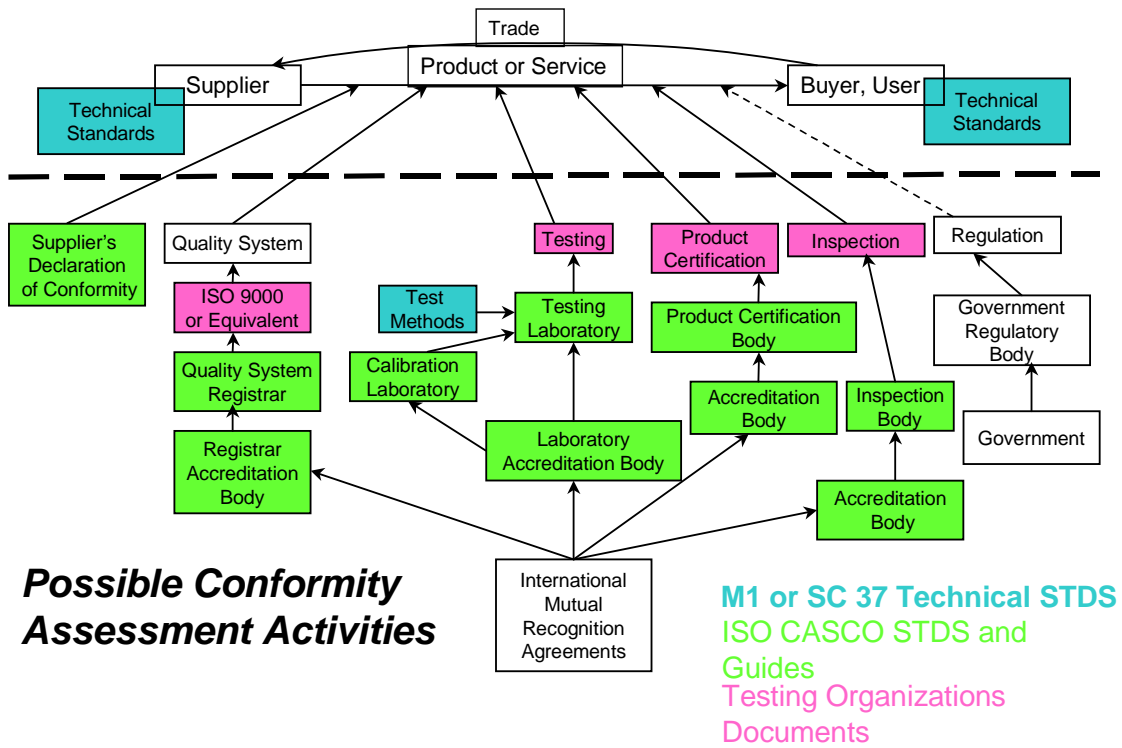 Trade
Product or Service
Supplier
Buyer, User
Technical
Standards
Technical
Standards
Supplier's
Declaration
of Conformity
Quality System
Testing
Product
Certification
Inspection
Regulation
ISO 9000
or Equivalent
Test
Methods
Testing
Laboratory
Product Certification
Body
Government
Regulatory
Body
Quality System
Registrar
Calibration
Laboratory
Accreditation
Body
Inspection
Body
Government
Registrar
Accreditation
Body
Laboratory
Accreditation Body
Accreditation
Body
International
Mutual
Recognition
Agreements
Possible Conformity
Assessment Activities
M1 or SC 37 Technical STDS
ISO CASCO STDS and
Guides
Testing Organizations
Documents